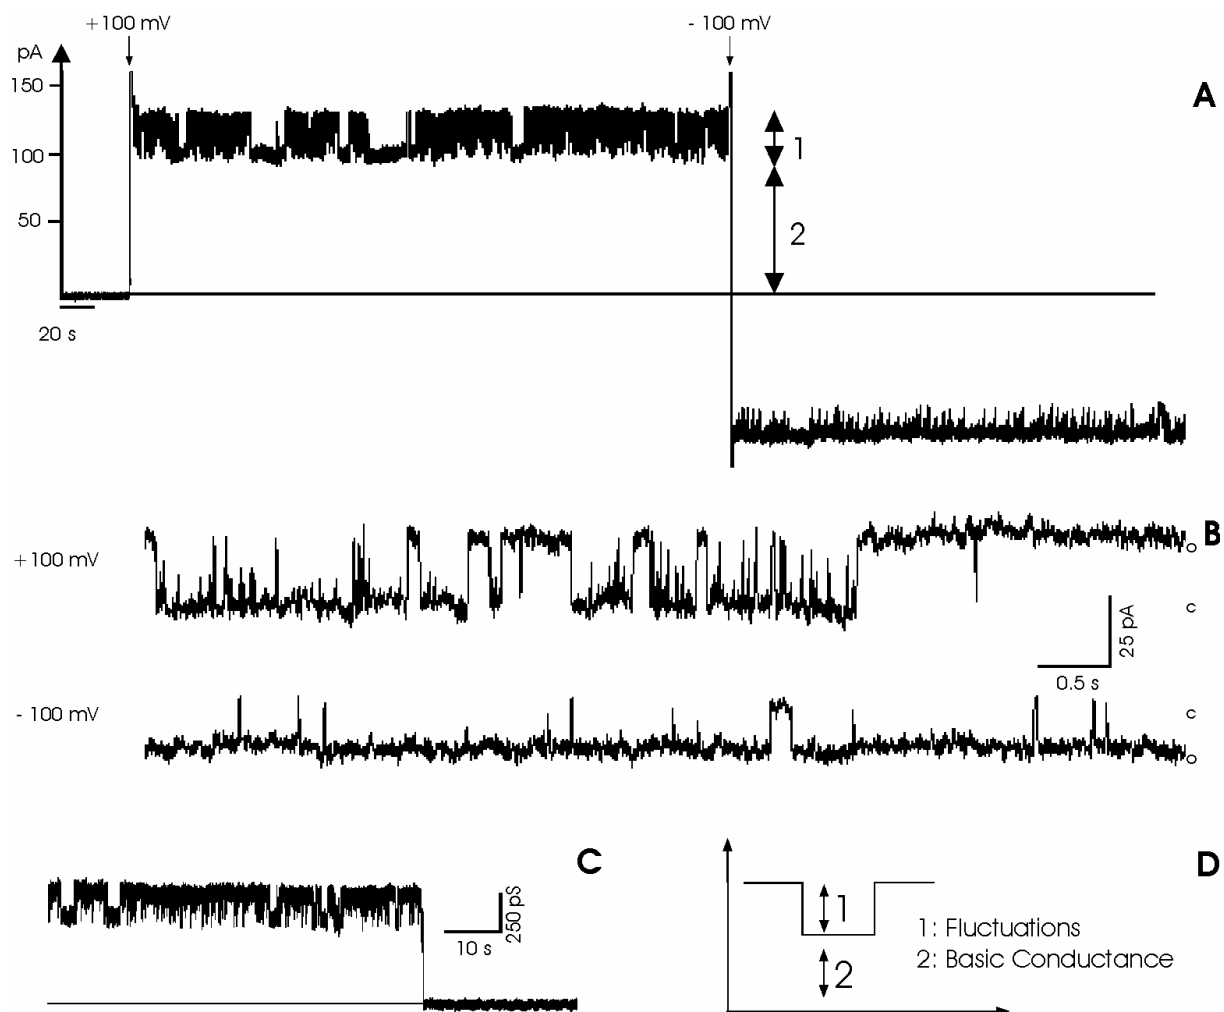 +100 mV
- 100 mV
pA
150
A
1
100
50
2
20 s
B
+100 mV
o
c
25 pA
0.5 s
- 100 mV
c
o
C
D
250 pS
10 s
1
1: Fluctuations
2
2: Basic Conductance